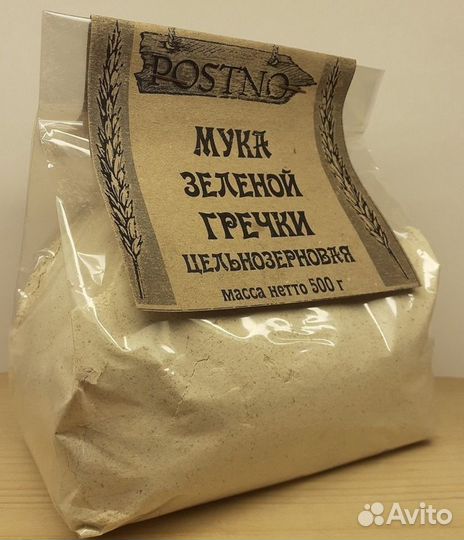 POSTNO
МУКА
ЗЕЛЕНОЙ
ГРЕЧКИ
ЦЕЛЬНОЗЕРНОВАЯ
масса нетто 500 г
Avito